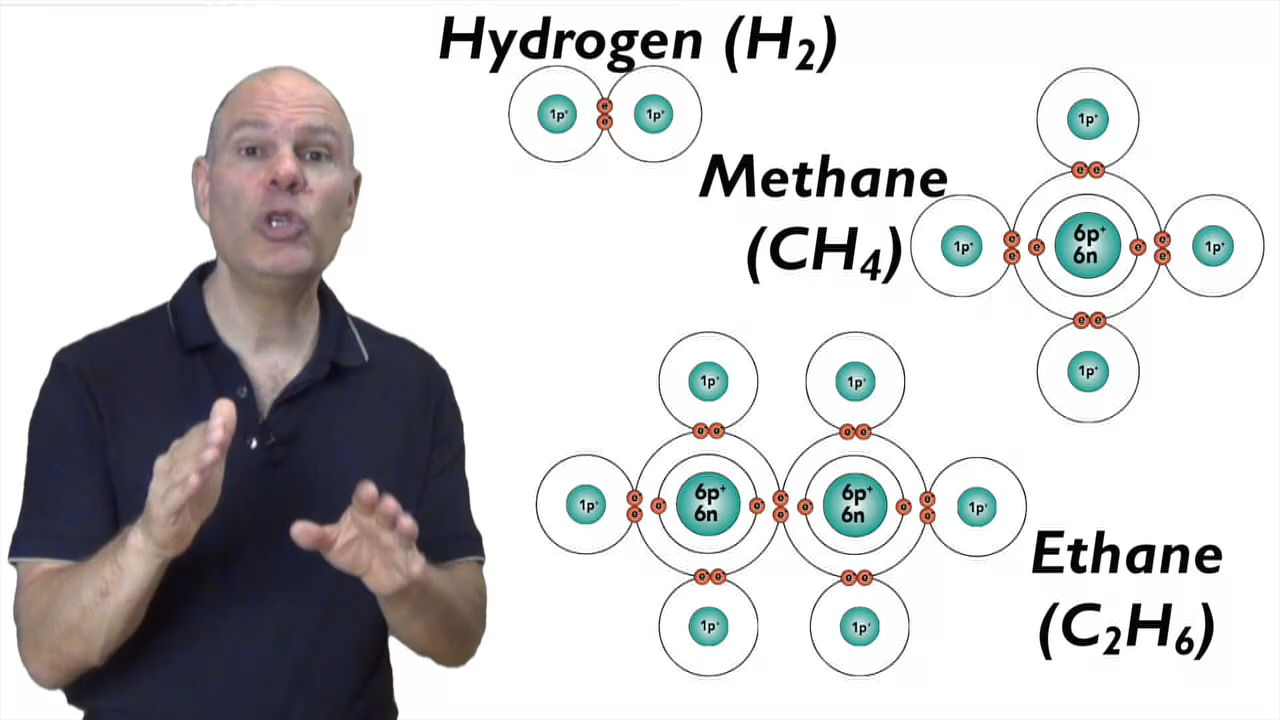 Hydrogen (H₂)
1p⁺ e 1p⁺
e
Methane
(CH₄)
1p⁺
e e
1p⁺ e e 6p⁺ e e 1p⁺
e 6n e
e e
1p⁺
1p⁺ 1p⁺
e e e e
1p⁺ e e 6p⁺ e e e 6p⁺ e e 1p⁺
e 6n e 6n e
e e e e
1p⁺ 1p⁺
Ethane
(C₂H₆)